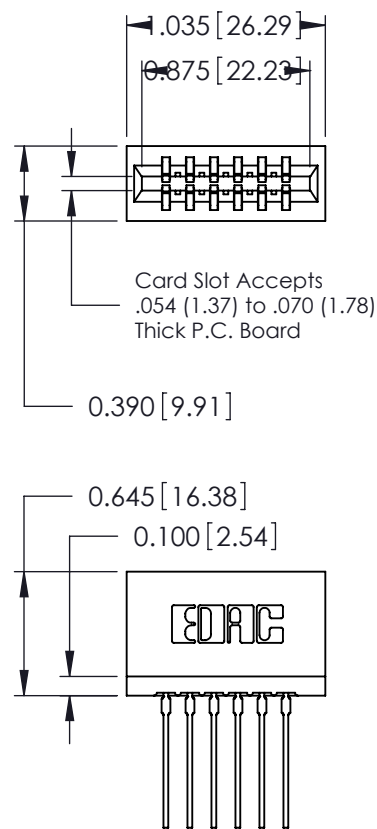 1.035 [26.29]
0.875 [22.23]
Card Slot Accepts
.054 (1.37) to .070 (1.78)
Thick P.C. Board
0.390 [9.91]
0.645 [16.38]
0.100 [2.54]
EDAC